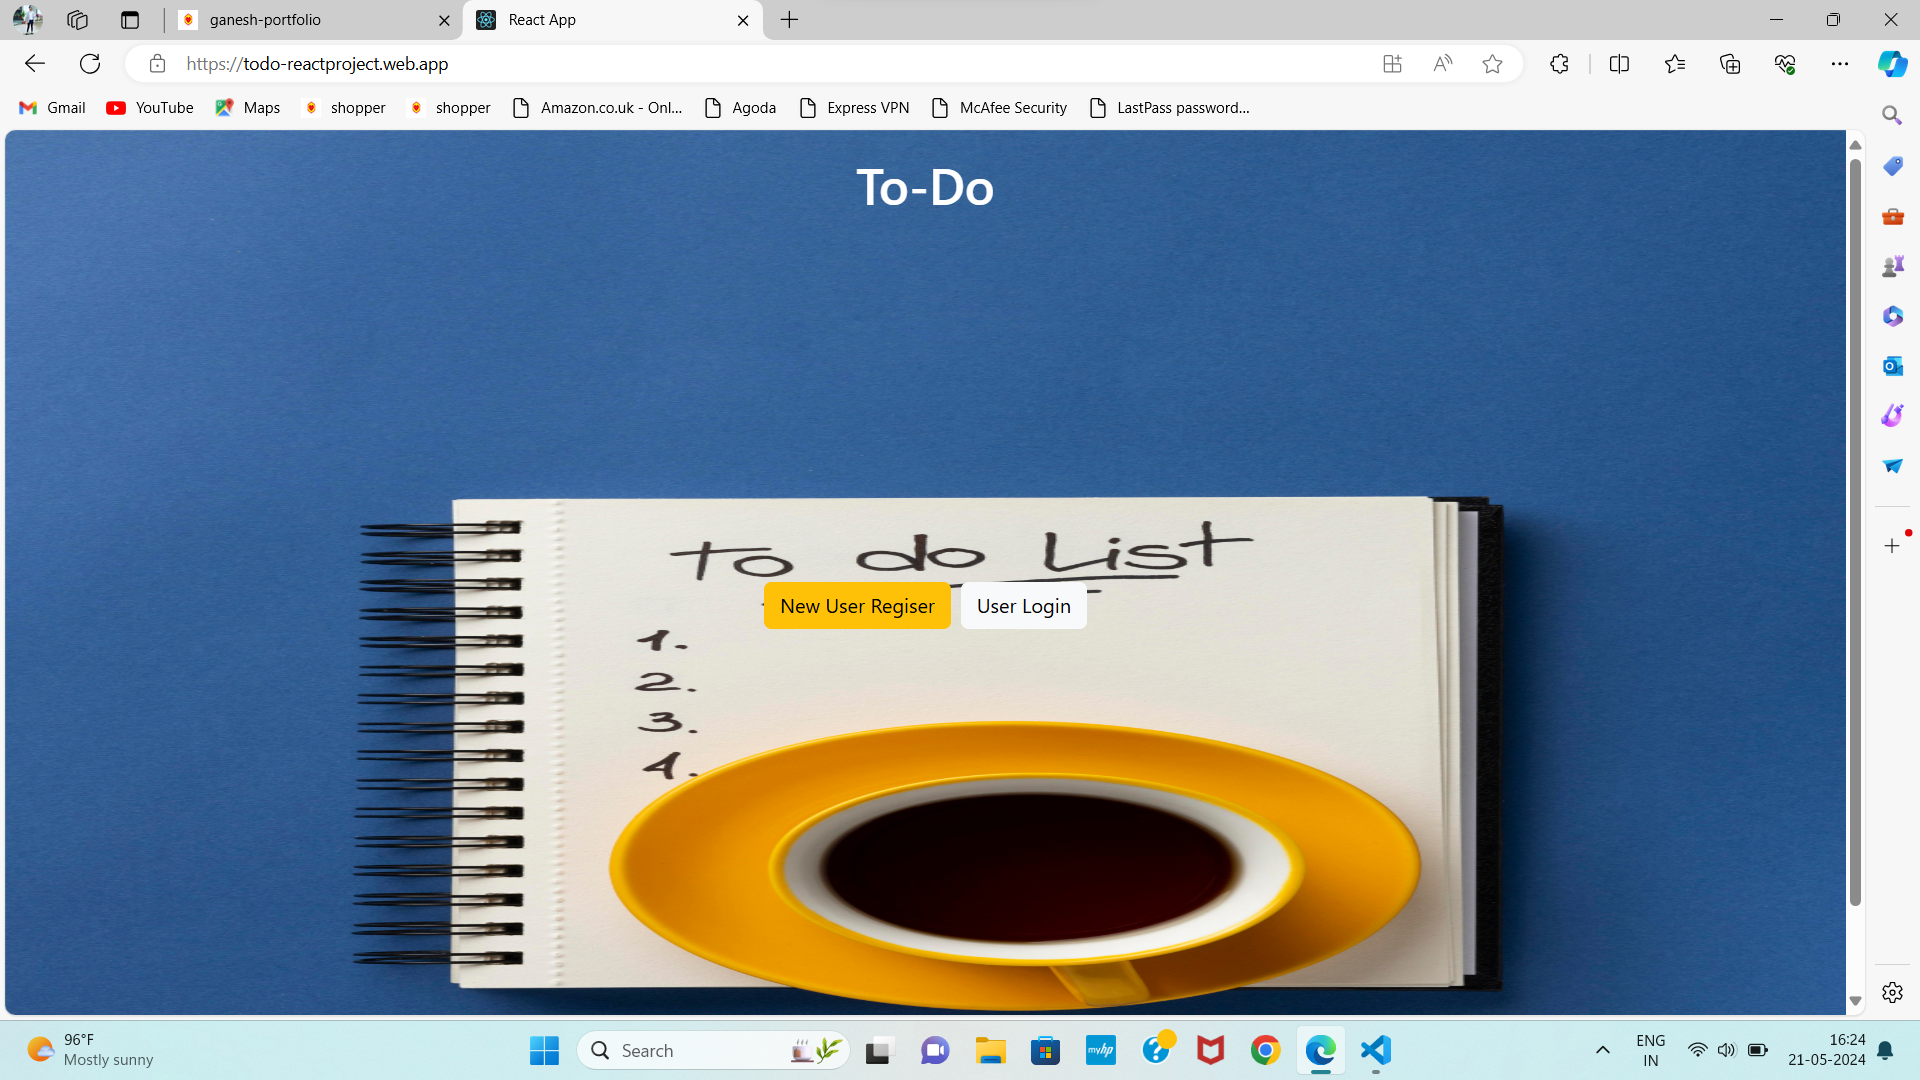 ganesh-portfolio
React App
https://todo-reactproject.web.app
Gmail
YouTube
Maps
shopper
shopper
Amazon.co.uk - Onl...
Agoda
Express VPN
McAfee Security
LastPass password...
To-Do
To do List
New User Regiser
User Login
1.
2.
3.
4.
96°F
Mostly sunny
Search
myhp
ENG
IN
16:24
21-05-2024